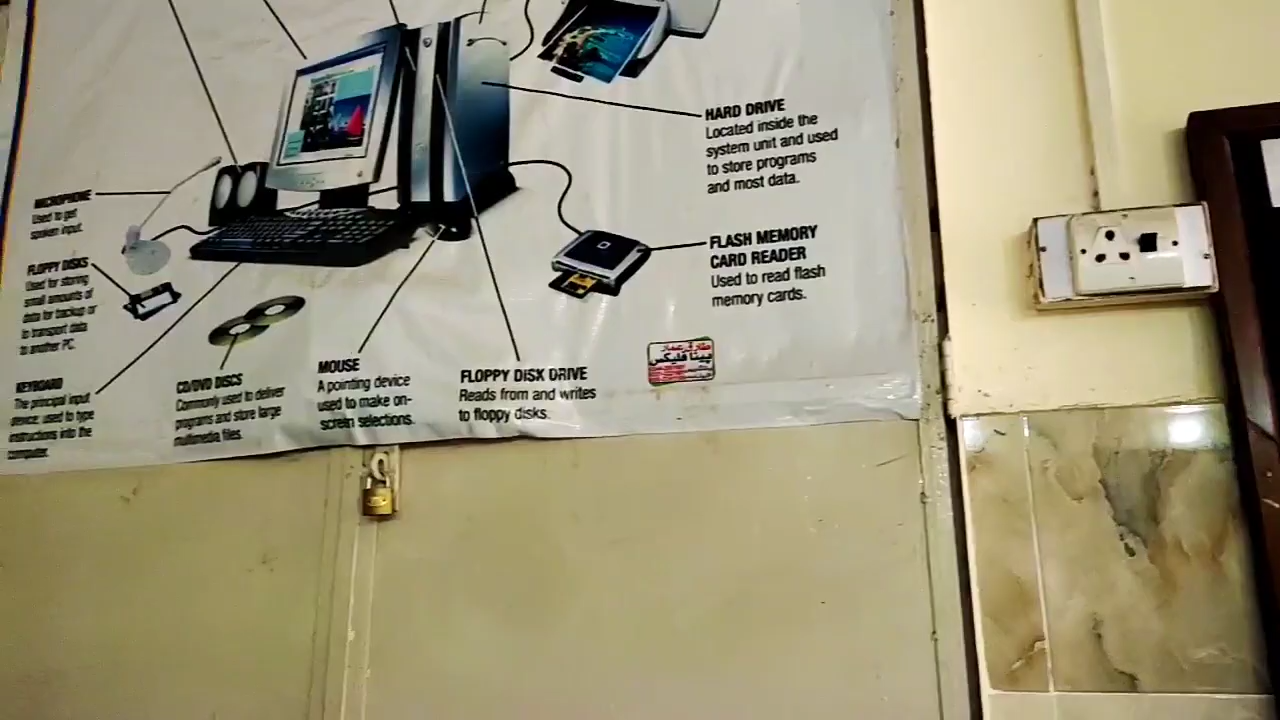 HARD DRIVE
Located inside the
system unit and used
to store programs
and most data.
MICROPHONE
Used to get
spoken input.
FLASH MEMORY
CARD READER
Used to read flash
memory cards.
FLOPPY DISKS
Used for storing
small amounts of
data for backup or
to transport data
to another PC.
KEYBOARD
The principal input
device; used to type
instructions into the
computer.
CD/DVD DISCS
Commonly used to deliver
programs and store large
multimedia files.
MOUSE
A pointing device
used to make on-
screen selections.
FLOPPY DISK DRIVE
Reads from and writes
to floppy disks.
پینا فلیکس